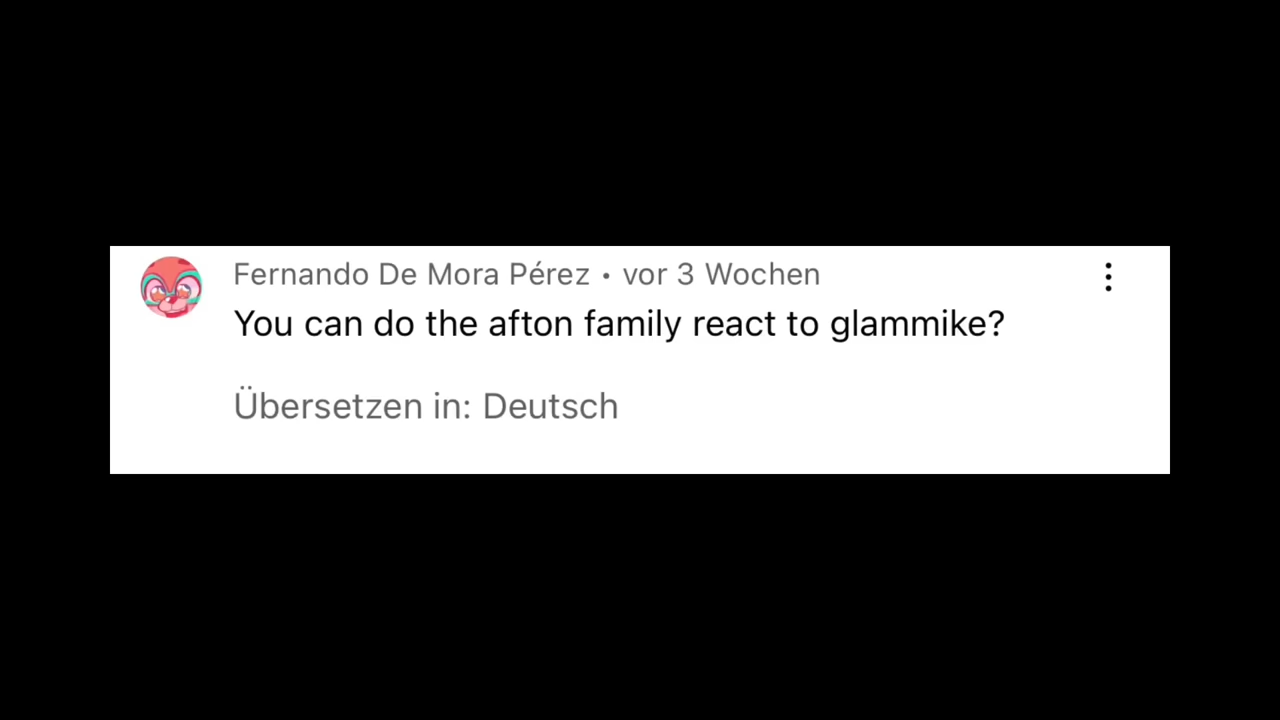 Fernando De Mora Pérez • vor 3 Wochen
You can do the afton family react to glammike?
Übersetzen in: Deutsch